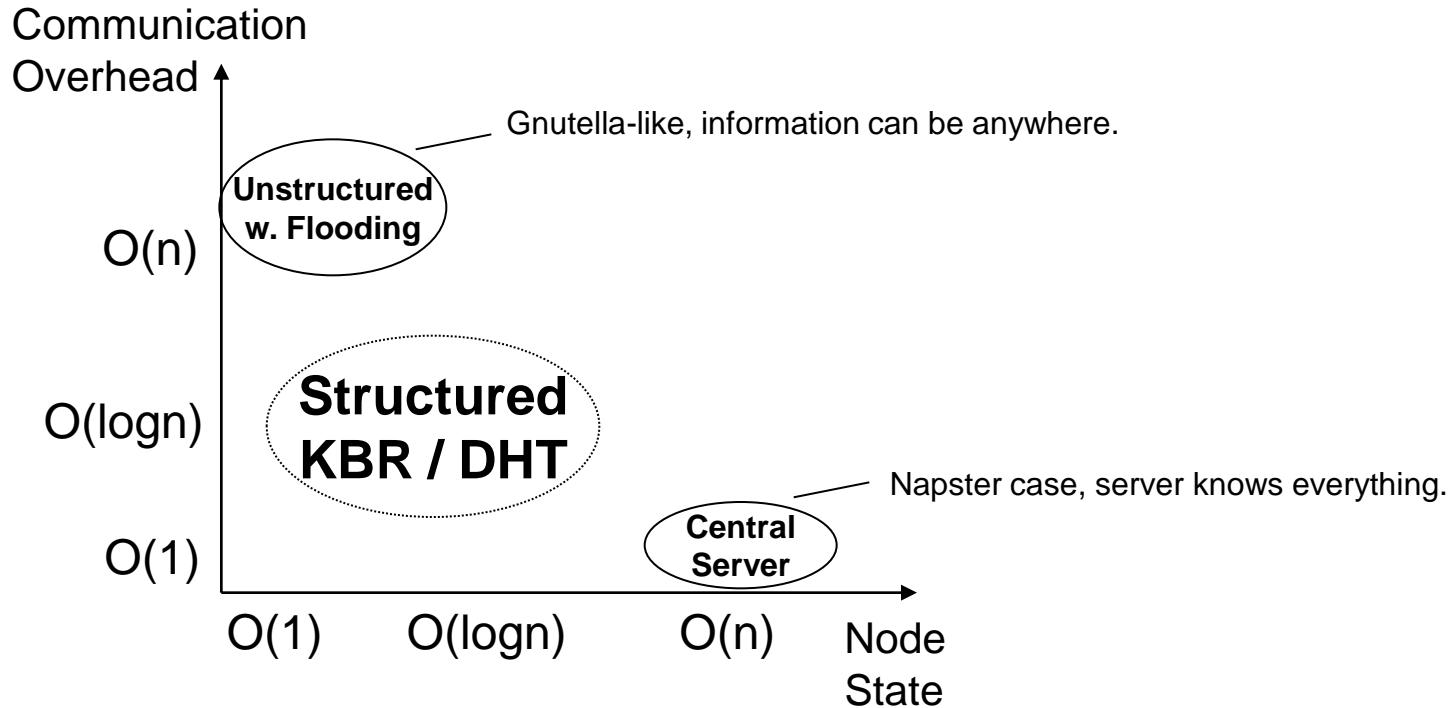 Communication
Overhead
Gnutella-like, information can be anywhere.
Unstructured
w. Flooding
O(n)
Structured
KBR / DHT
O(logn)
Napster case, server knows everything.
Central
Server
O(1)
O(1)
O(logn)
O(n)
Node
State